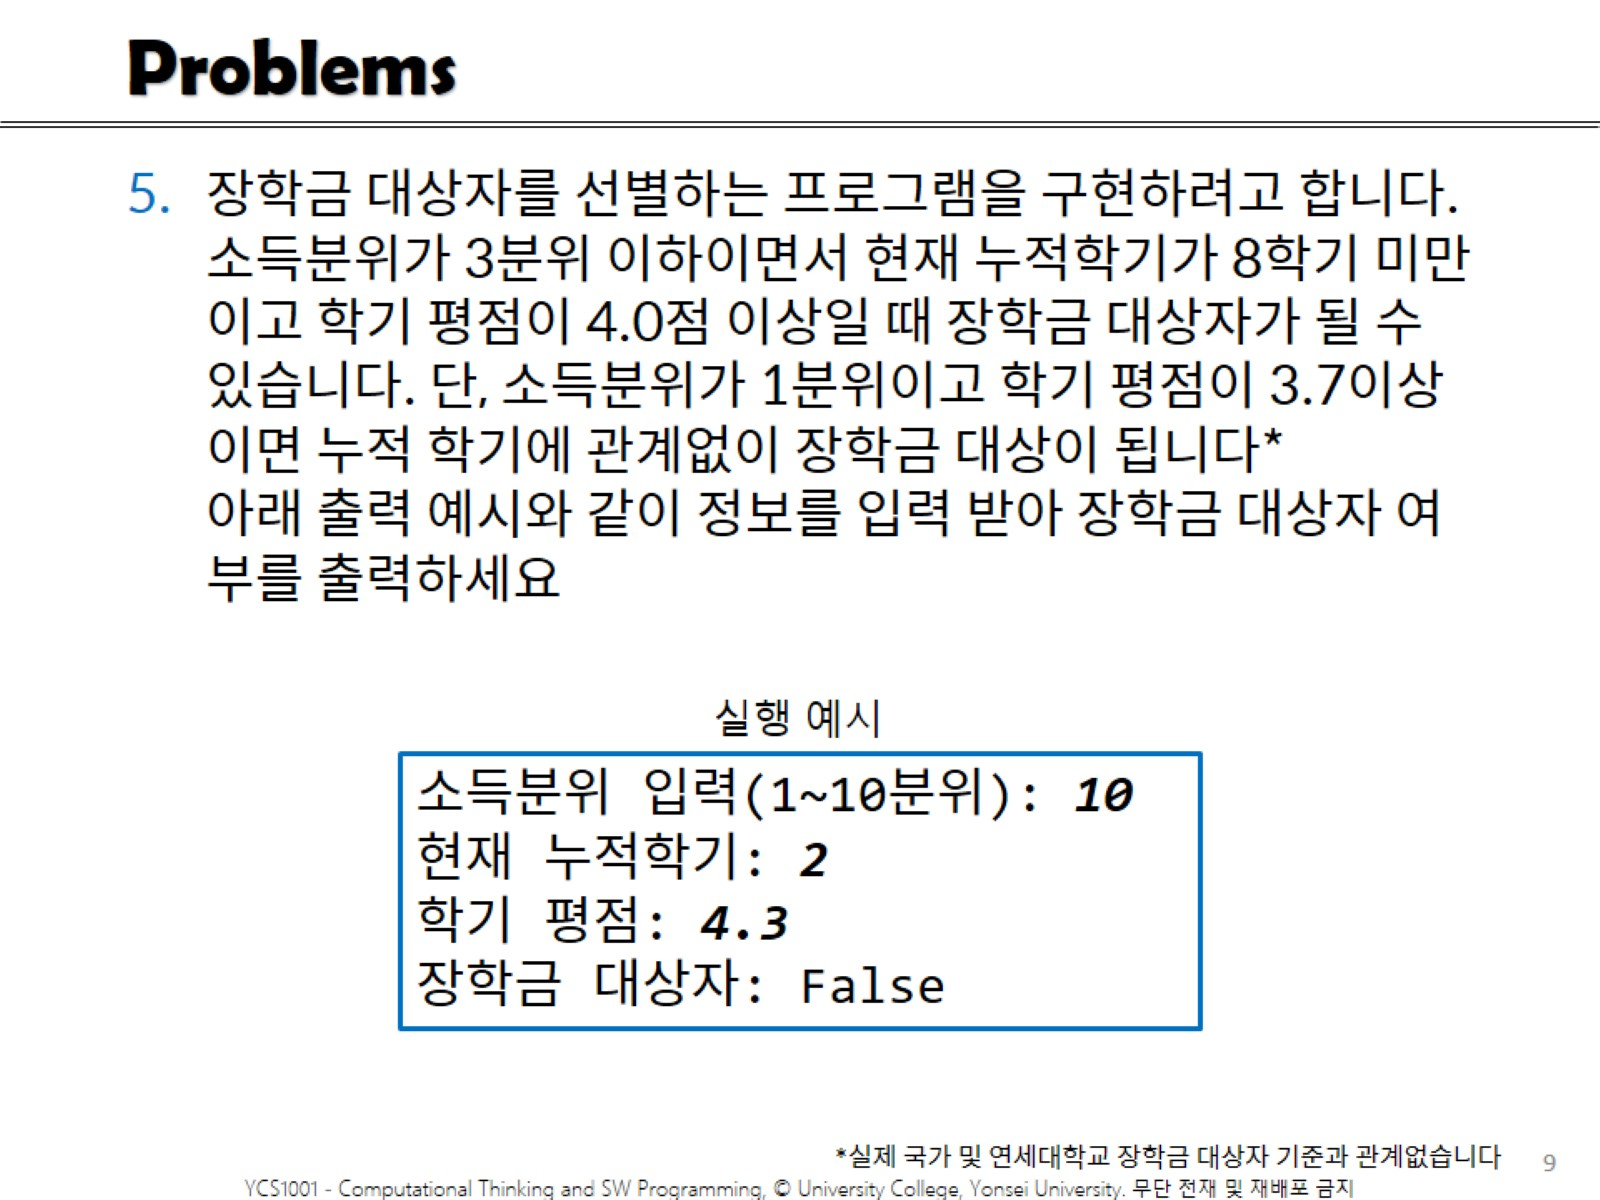 Problems
5. 장학금 대상자를 선별하는 프로그램을 구현하려고 합니다.
소득분위가 3분위 이하이면서 현재 누적학기가 8학기 미만
이고 학기 평점이 4.0점 이상일 때 장학금 대상자가 될 수
있습니다. 단, 소득분위가 1분위이고 학기 평점이 3.7이상
이면 누적 학기에 관계없이 장학금 대상이 됩니다*
아래 출력 예시와 같이 정보를 입력 받아 장학금 대상자 여
부를 출력하세요
실행 예시
소득분위 입력(1~10분위): 10
현재 누적학기: 2
학기 평점: 4.3
장학금 대상자: False
*실제 국가 및 연세대학교 장학금 대상자 기준과 관계없습니다
9
YCS1001 - Computational Thinking and SW Programming, © University College, Yonsei University. 무단 전재 및 재배포 금지